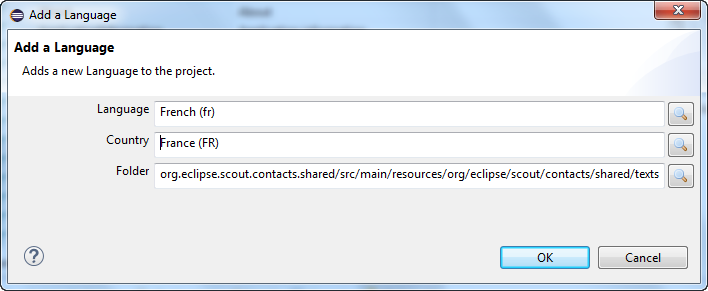 Add a Language
Add a Language
Adds a new Language to the project.
Language French (fr)
Country France (FR)
Folder org.eclipse.scout.contacts.shared/src/main/resources/org/eclipse/scout/contacts/shared/texts
OK Cancel